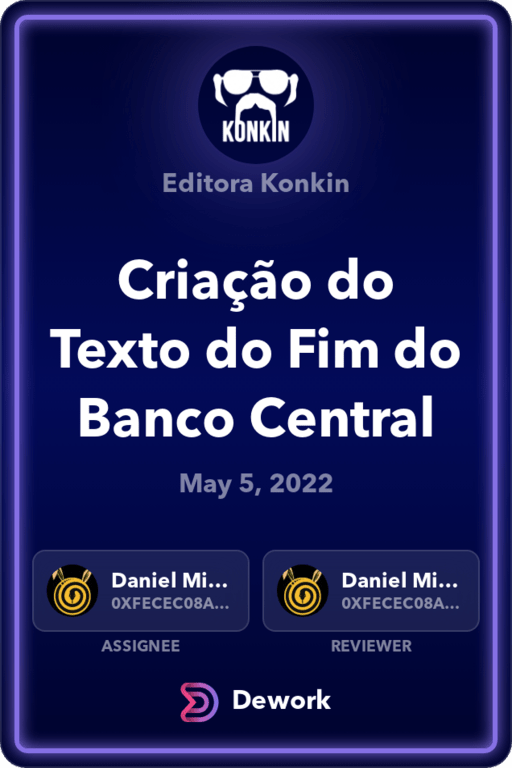 KONKIN
Editora Konkin
Criação do
Texto do Fim do
Banco Central
May 5, 2022
Daniel Mi...
0XFECEC08A...
ASSIGNEE
Daniel Mi...
0XFECEC08A...
REVIEWER
Dework